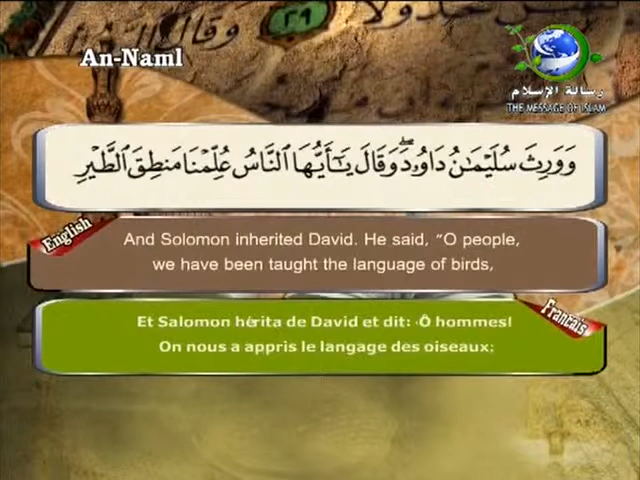 An-Naml
رسالة الإسلام
THE MESSAGE OF ISLAM
وَوَرِثَ سُلَيْمَـٰنُ دَاوُۥدَ ۖ وَقَالَ يَـٰٓأَيُّهَا ٱلنَّاسُ عُلِّمْنَا مَنطِقَ ٱلطَّيْرِ
English
And Solomon inherited David. He said, “O people,
we have been taught the language of birds,
Francais
Et Salomon hérita de David et dit: «Ô hommes!
On nous a appris le langage des oiseaux;